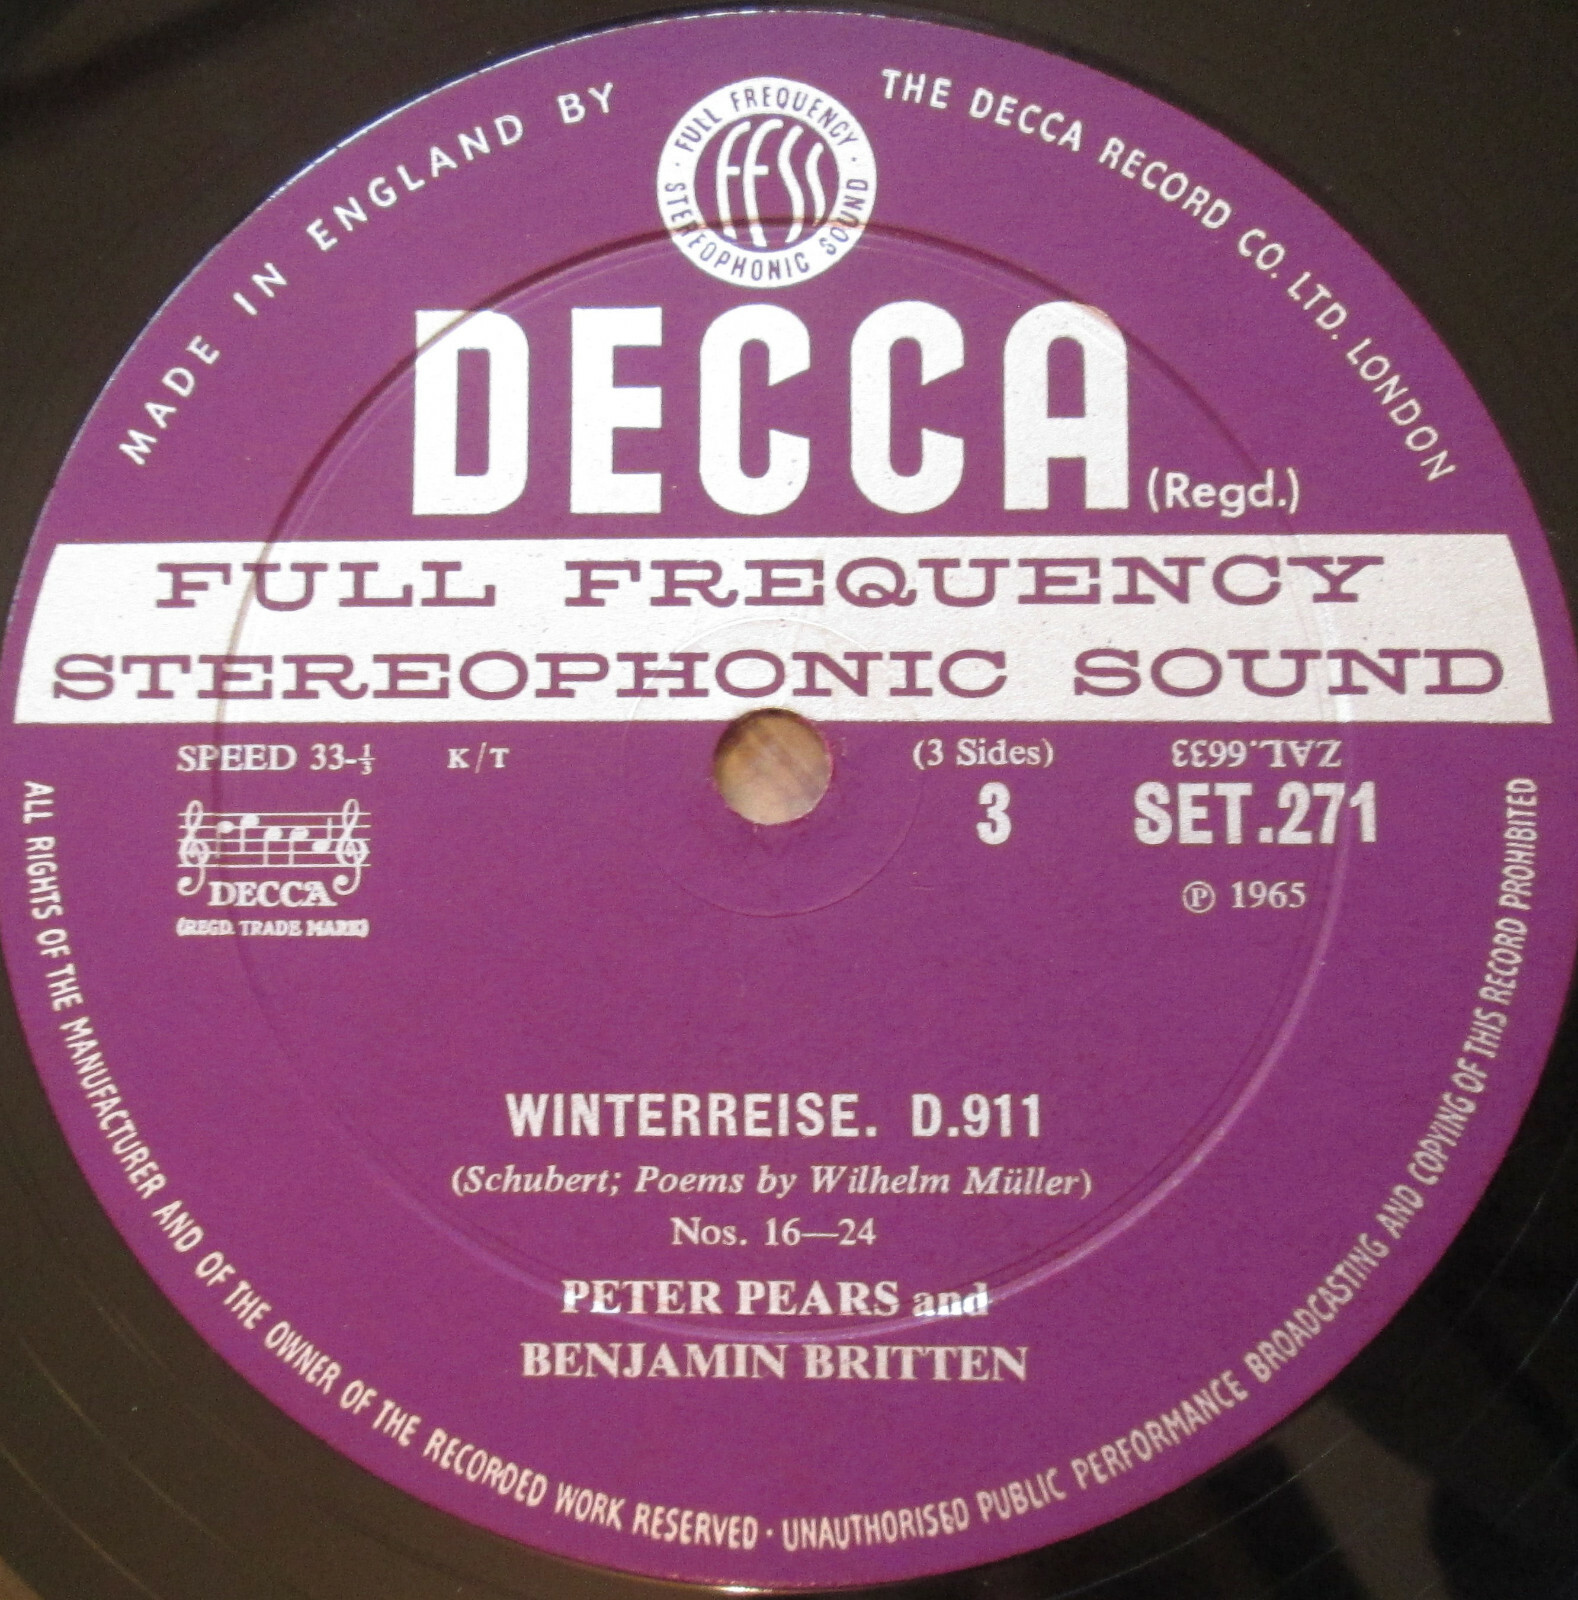 MADE IN ENGLAND BY
THE DECCA RECORD CO. LTD. LONDON
· FULL FREQUENCY · STEREOPHONIC SOUND
FFSS
DECCA (Regd.)
FULL FREQUENCY
STEREOPHONIC SOUND
SPEED 33-⅓ K/T
(3 Sides) ZAL.6633
3 SET.271
℗ 1965
DECCA
(REGD. TRADE MARK)
WINTERREISE. D.911
(Schubert; Poems by Wilhelm Müller)
Nos. 16—24
PETER PEARS and
BENJAMIN BRITTEN
ALL RIGHTS OF THE MANUFACTURER AND OF THE OWNER OF THE RECORDED WORK RESERVED · UNAUTHORISED PUBLIC PERFORMANCE BROADCASTING AND COPYING OF THIS RECORD PROHIBITED